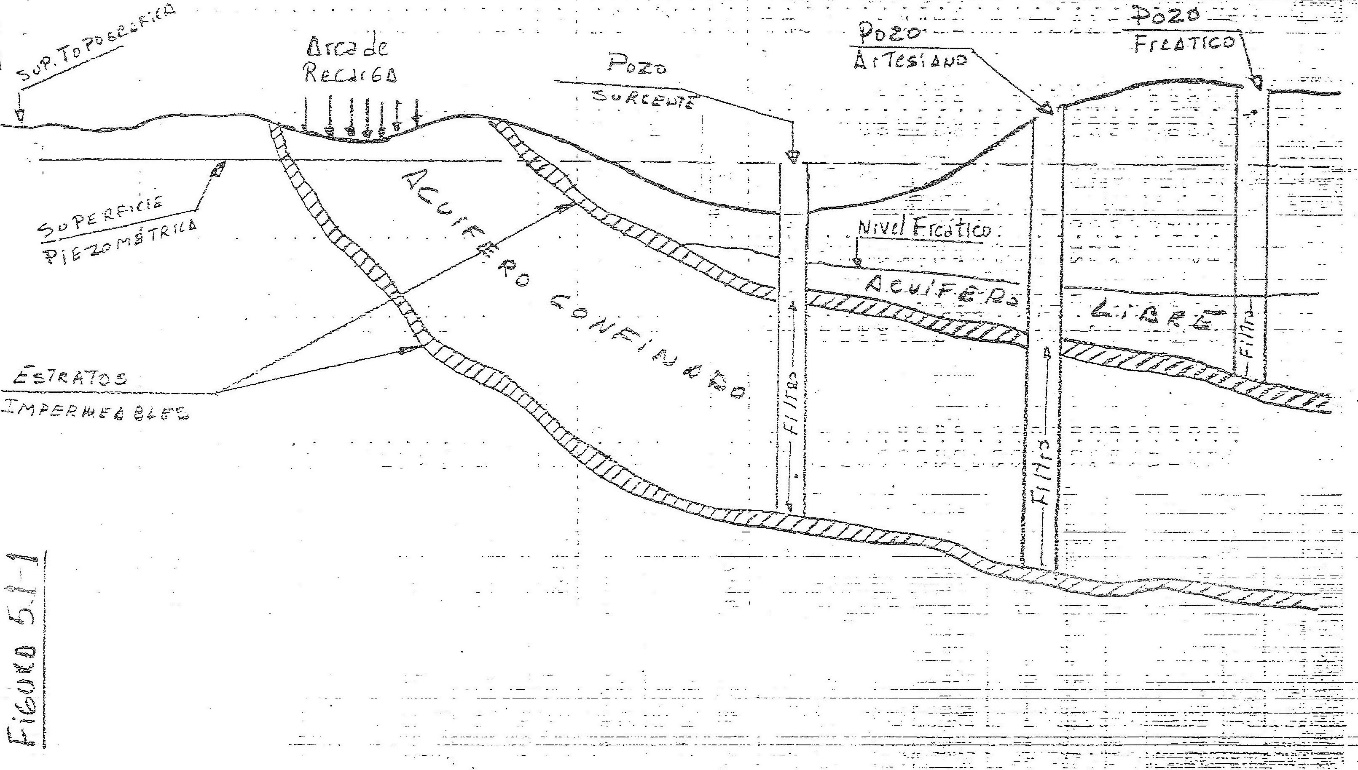 SUP. TOPOGRÁFICA
Area de
Recarga
POZO
SURGENTE
POZO
ARTESIANO
POZO
FREATICO
SUPERFICIE
PIEZOMÉTRICA
ACUIFERO CONFINADO
Nivel Freático
ACUIFERO LIBRE
ESTRATOS
IMPERMEABLES
Filtro
Filtro
Filtro
FIGURA 5.1-1